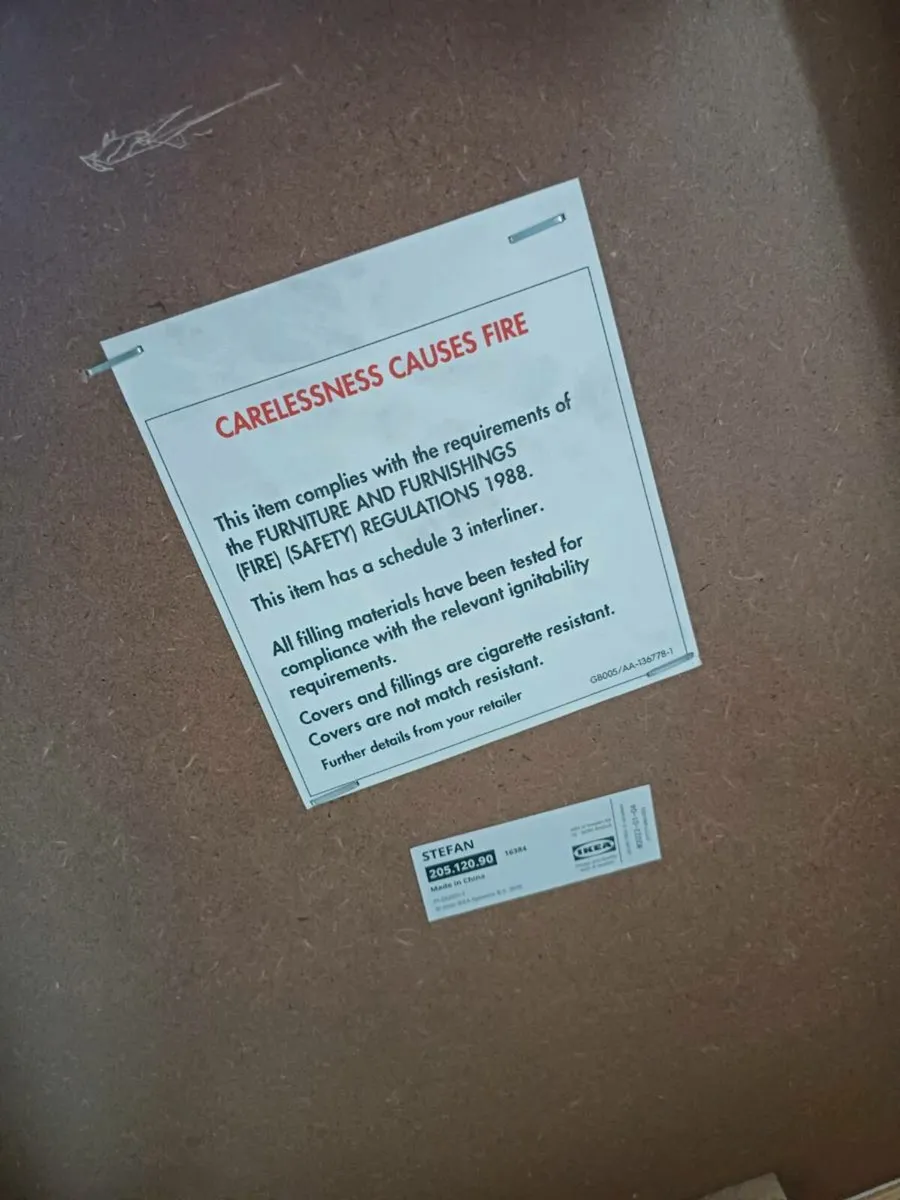 CARELESSNESS CAUSES FIRE
This item complies with the requirements of
the FURNITURE AND FURNISHINGS
(FIRE) (SAFETY) REGULATIONS 1988.
This item has a schedule 3 interliner.
All filling materials have been tested for
compliance with the relevant ignitability
requirements.
Covers and fillings are cigarette resistant.
Covers are not match resistant.
Further details from your retailer
GB005/AA-136778-1
STEFAN
205.120.90 16384
Made in China
IKEA